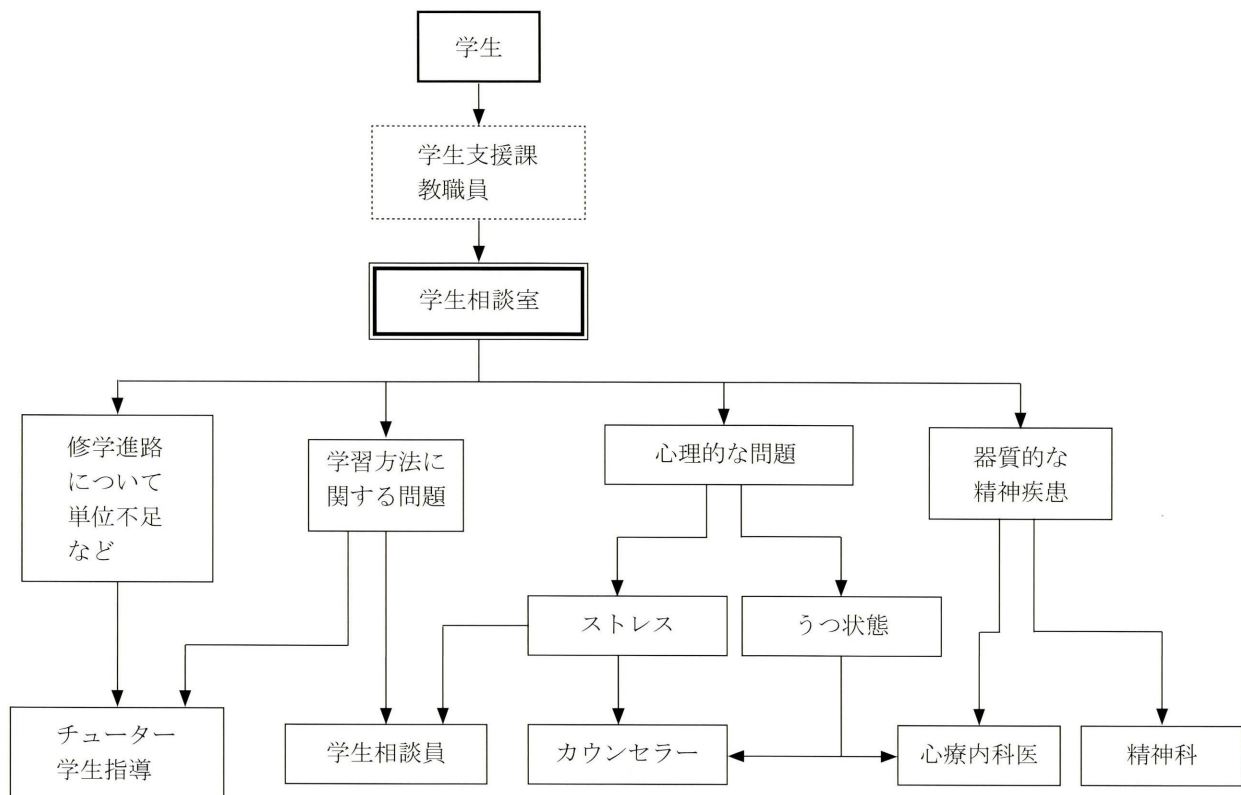 学生
学生支援課
教職員
学生相談室
修学進路
について
単位不足
など
学習方法に
関する問題
心理的な問題
器質的な
精神疾患
ストレス
うつ状態
チューター
学生指導
学生相談員
カウンセラー
心療内科医
精神科